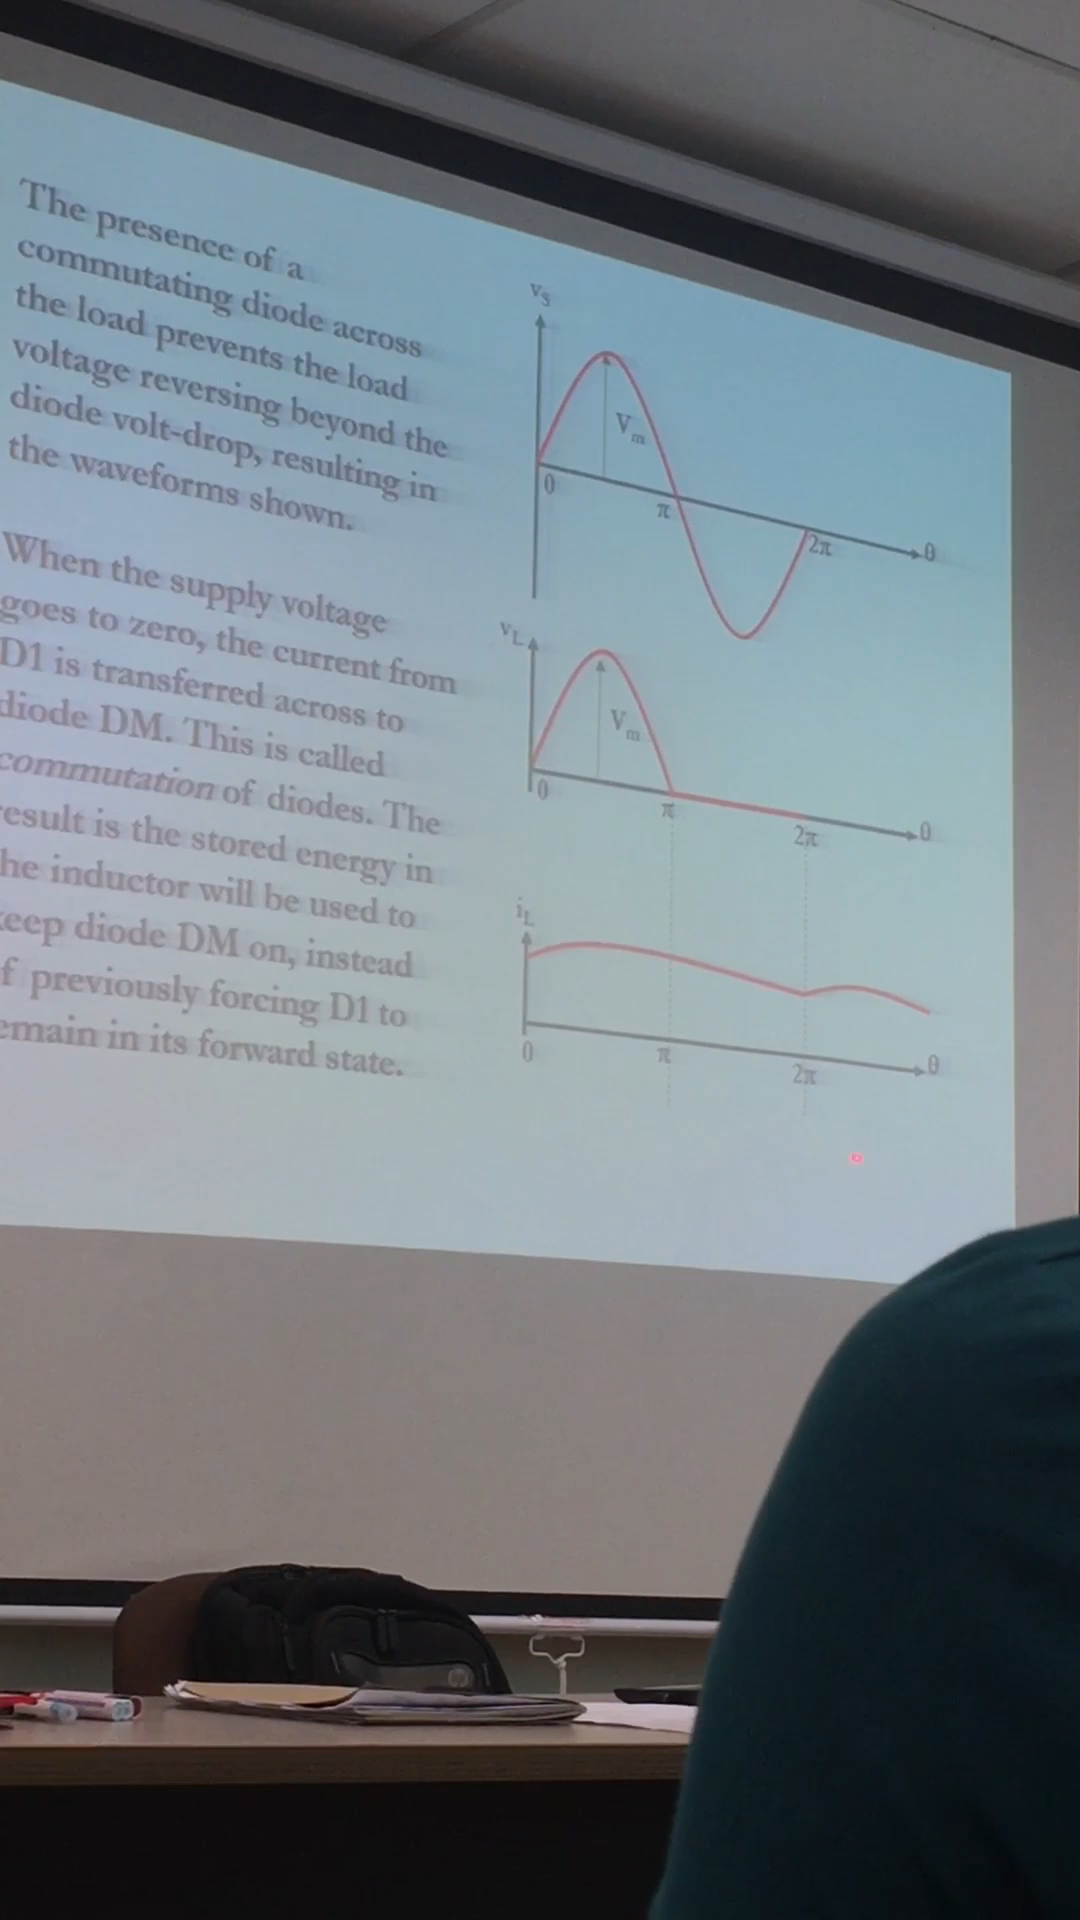 The presence of a
commutating diode across
the load prevents the load
voltage reversing beyond the
diode volt-drop, resulting in
the waveforms shown.
When the supply voltage
goes to zero, the current from
D1 is transferred across to
diode DM. This is called
commutation of diodes. The
esult is the stored energy in
he inductor will be used to
eep diode DM on, instead
f previously forcing D1 to
emain in its forward state.
vS
Vm
0
π
2π
θ
vL
Vm
0
π
2π
θ
iL
0
π
2π
θ
hp